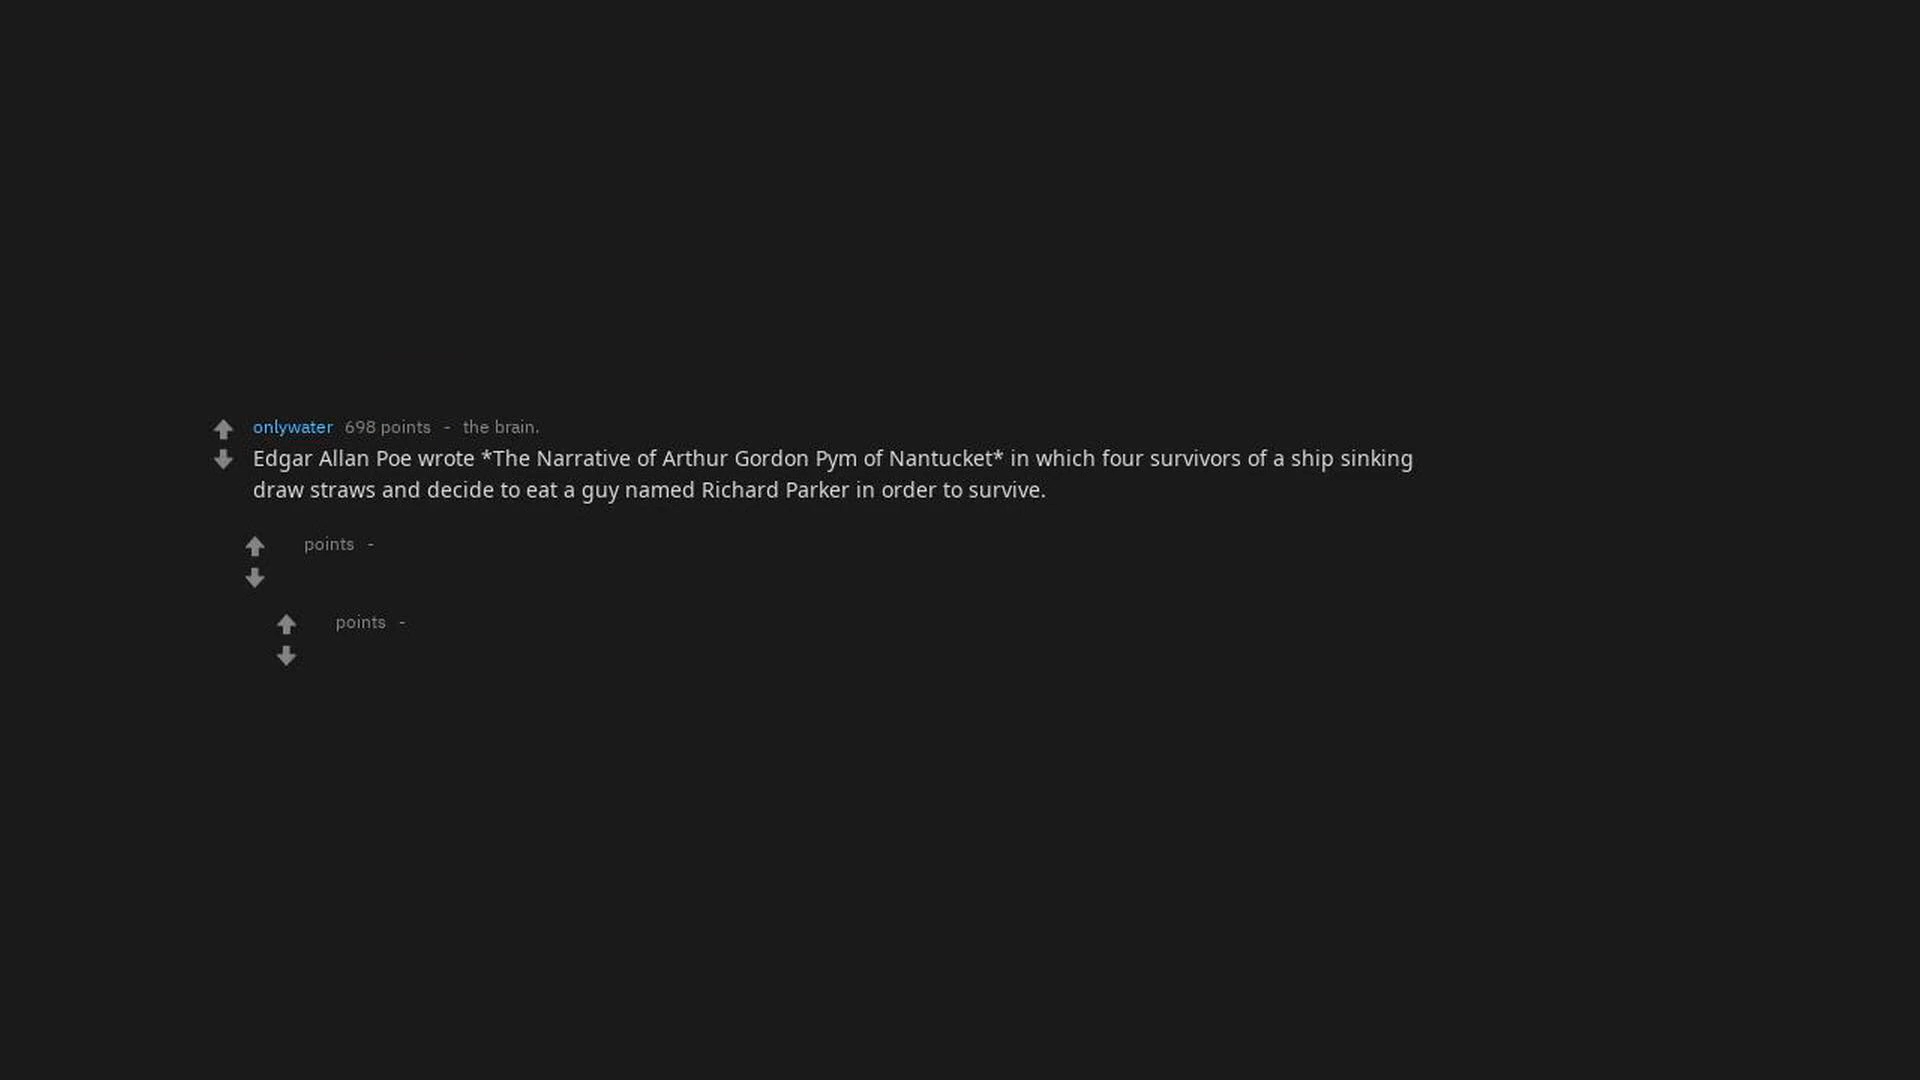 onlywater 698 points - the brain.
Edgar Allan Poe wrote *The Narrative of Arthur Gordon Pym of Nantucket* in which four survivors of a ship sinking
draw straws and decide to eat a guy named Richard Parker in order to survive.
points -
points -